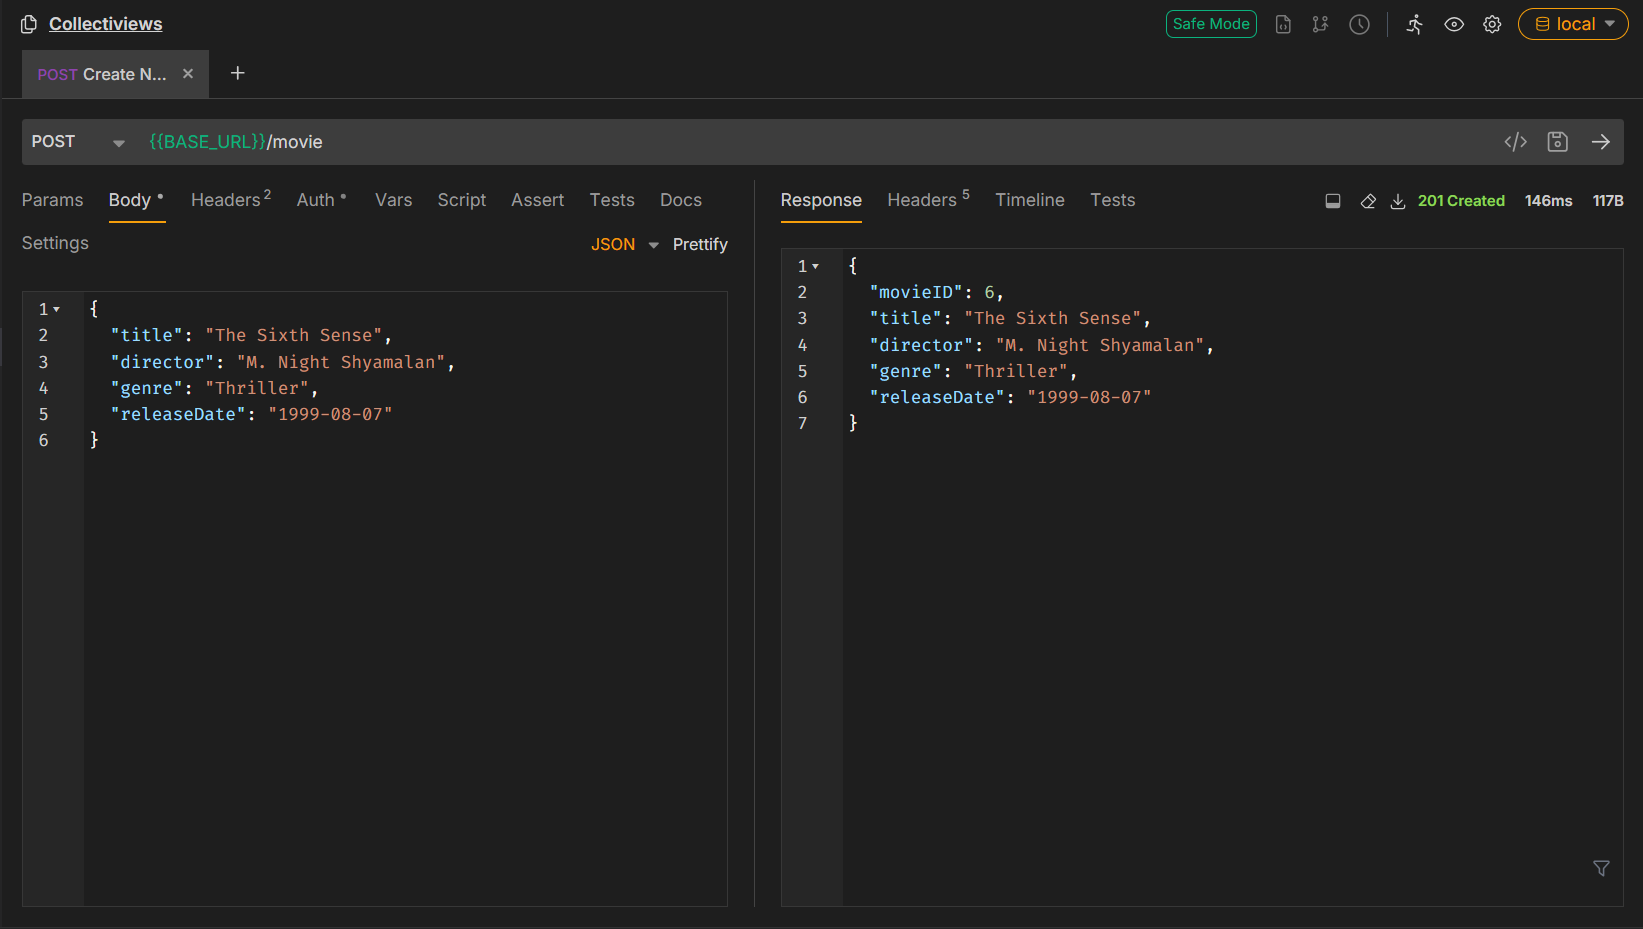 Collectiviews
Safe Mode
local
POST Create N...
POST {{BASE_URL}}/movie
Params Body Headers 2 Auth Vars Script Assert Tests Docs
Settings
JSON Prettify
1 {
2 "title": "The Sixth Sense",
3 "director": "M. Night Shyamalan",
4 "genre": "Thriller",
5 "releaseDate": "1999-08-07"
6 }
Response Headers 5 Timeline Tests
201 Created 146ms 117B
1 {
2 "movieID": 6,
3 "title": "The Sixth Sense",
4 "director": "M. Night Shyamalan",
5 "genre": "Thriller",
6 "releaseDate": "1999-08-07"
7 }